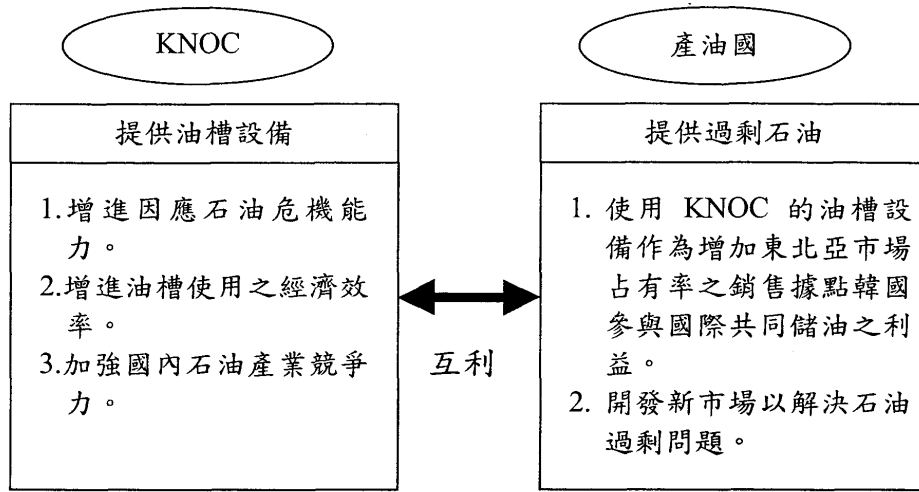 KNOC
提供油槽設備
1.增進因應石油危機能
力。
2.增進油槽使用之經濟效
率。
3.加強國內石油產業競爭
力。
互利
產油國
提供過剩石油
1. 使用 KNOC 的油槽設
備作為增加東北亞市場
占有率之銷售據點韓國
參與國際共同儲油之利
益。
2. 開發新市場以解決石油
過剩問題。